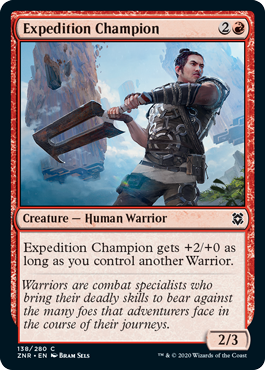 Expedition Champion 2
Creature — Human Warrior
Expedition Champion gets +2/+0 as
long as you control another Warrior.
Warriors are combat specialists who
bring their deadly skills to bear against
the many foes that adventurers face in
the course of their journeys.
2/3
138/280 C
ZNR • EN Bram Sels
™ & © 2020 Wizards of the Coast